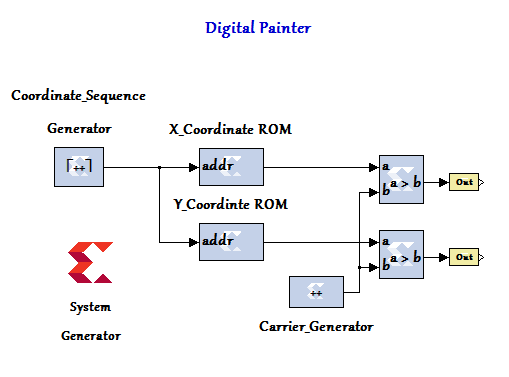 Digital Painter
Coordinate_Sequence
Generator
X_Coordinate ROM
⌈++⌉
addr
a
b
a > b
Out
Y_Coordinte ROM
addr
a
b
a > b
Out
System
Generator
++
Carrier_Generator